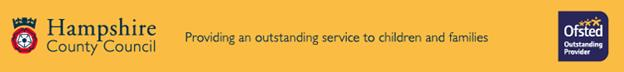 Hampshire
County Council
Providing an outstanding service to children and families
Ofsted
Outstanding
Provider